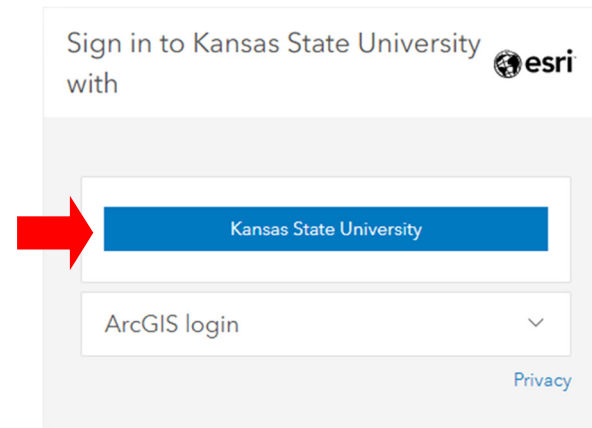 Sign in to Kansas State University
with
esri
Kansas State University
ArcGIS login
Privacy